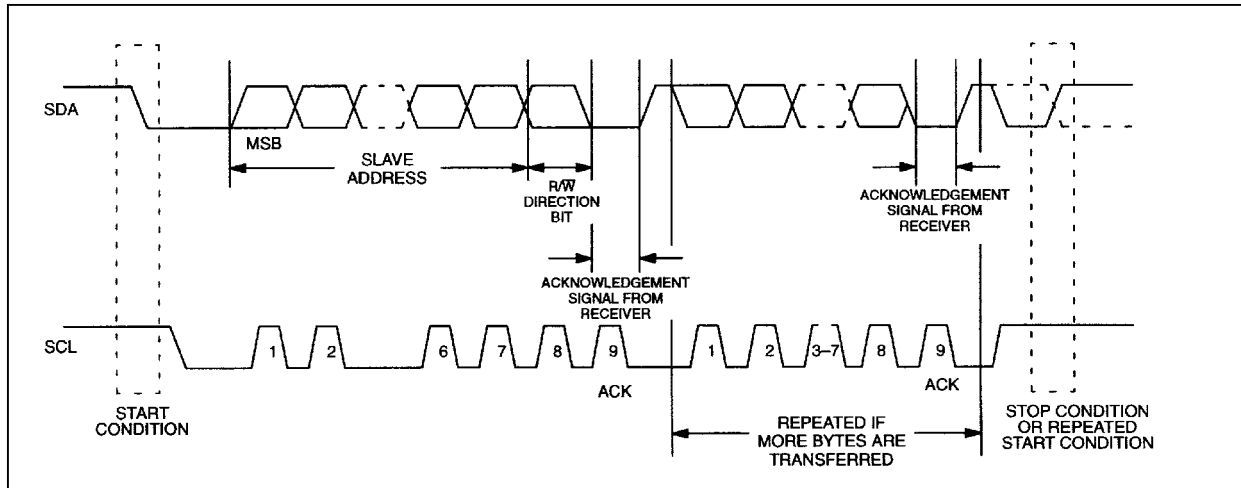 SDA
MSB
SLAVE
ADDRESS
R/W̅
DIRECTION
BIT
ACKNOWLEDGEMENT
SIGNAL FROM
RECEIVER
ACKNOWLEDGEMENT
SIGNAL FROM
RECEIVER
SCL
1 2 6 7 8 9 1 2 3–7 8 9
ACK ACK
START
CONDITION
REPEATED IF
MORE BYTES ARE
TRANSFERRED
STOP CONDITION
OR REPEATED
START CONDITION